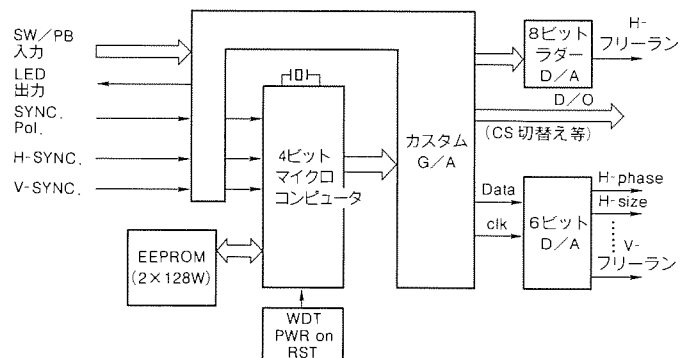 SW/PB
入力
LED
出力
SYNC.
Pol.
H-SYNC.
V-SYNC.
EEPROM
(2×128W)
4ビット
マイクロ
コンピュータ
WDT
PWR on
RST
カスタム
G/A
8ビット
ラダー
D/A
H-
フリーラン
D/O
(CS切替え等)
Data
clk
6ビット
D/A
H-phase
H-size
V-
フリーラン